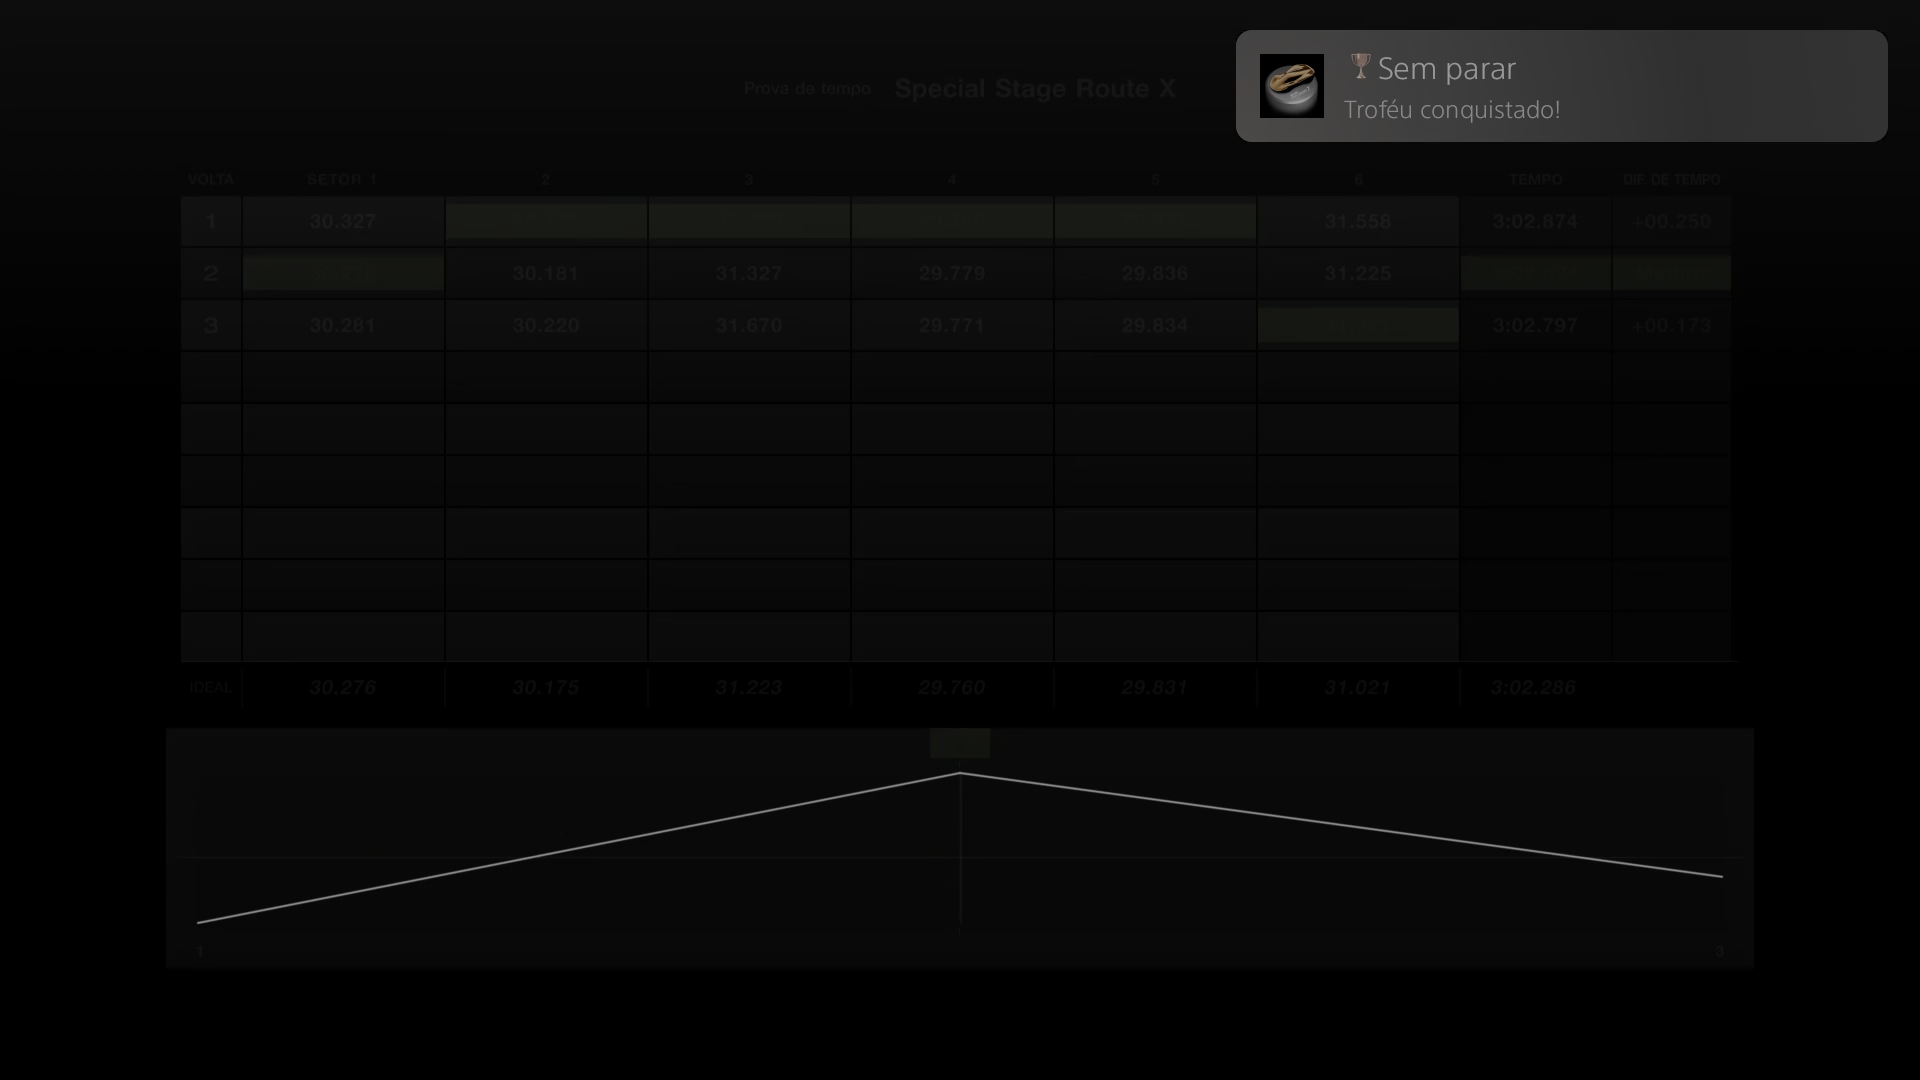 Sem parar
Troféu conquistado!
Prova de tempo Special Stage Route X
VOLTA SETOR 1 2 3 4 5 6 TEMPO DIF. DE TEMPO
1 30.327 31.558 3:02.874 +00.250
2 30.181 31.327 29.779 29.836 31.225
3 30.281 30.220 31.670 29.771 29.834 3:02.797 +00.173
IDEAL 30.276 30.175 31.223 29.760 29.831 31.021 3:02.286
1 3